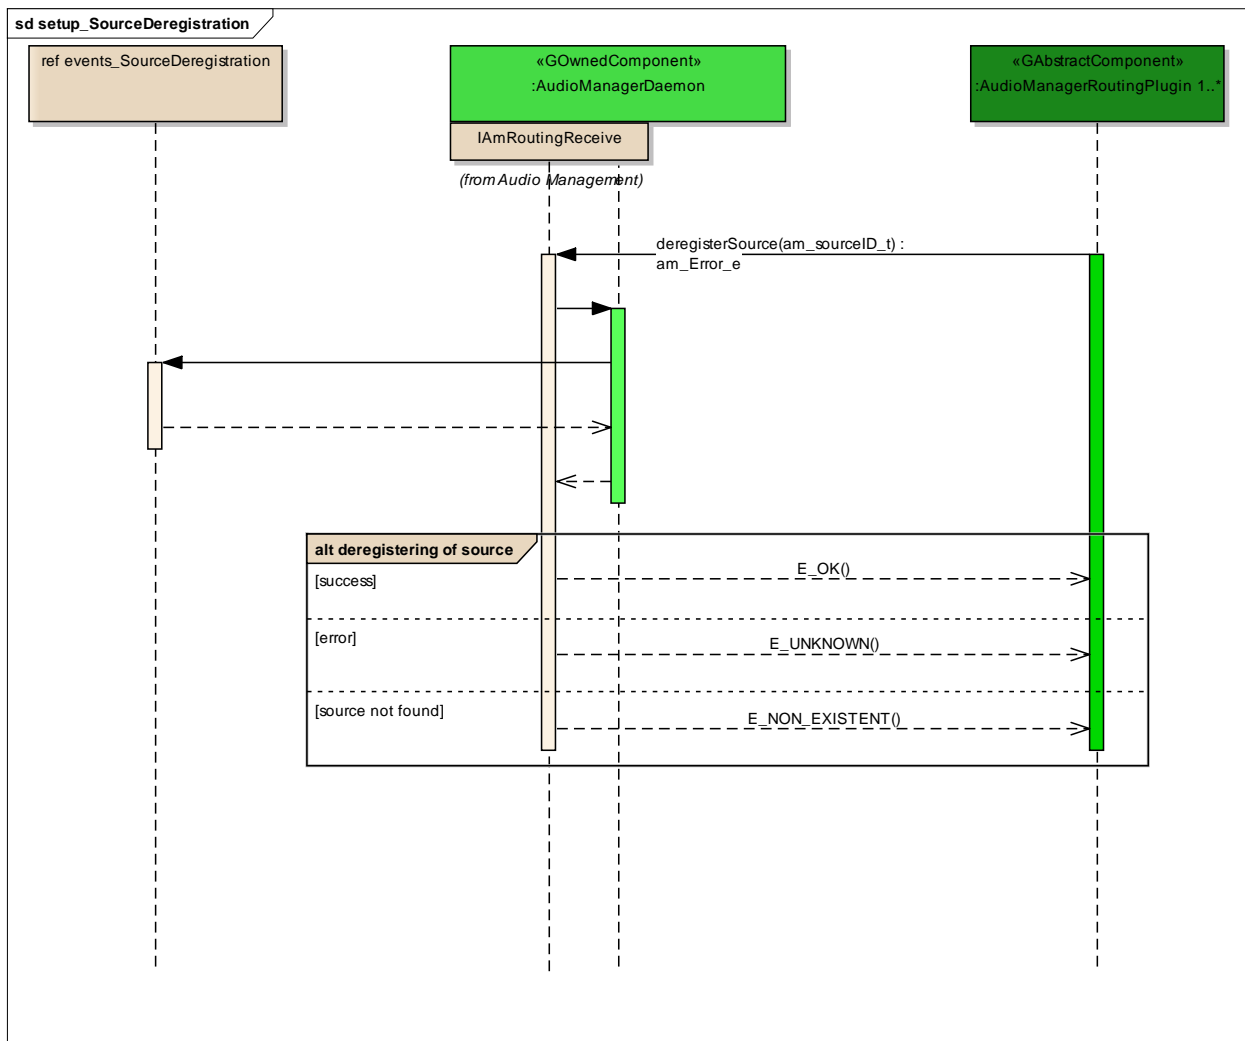 sd setup_SourceDeregistration
ref events_SourceDeregistration
«GOwnedComponent»
:AudioManagerDaemon
«GAbstractComponent»
:AudioManagerRoutingPlugin 1..*
IAmRoutingReceive
(from Audio Management)
deregisterSource(am_sourceID_t) :
am_Error_e
alt deregistering of source
[success]
E_OK()
[error]
E_UNKNOWN()
[source not found]
E_NON_EXISTENT()